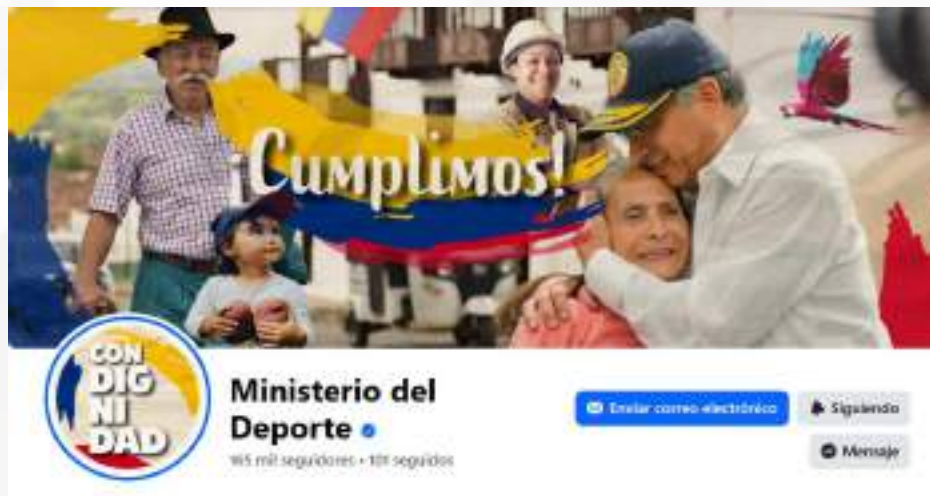 ¡Cumplimos!
CON
DIG
NI
DAD
Ministerio del
Deporte
165 mil seguidores • 101 seguidos
Enviar correo electrónico
Siguiendo
Mensaje